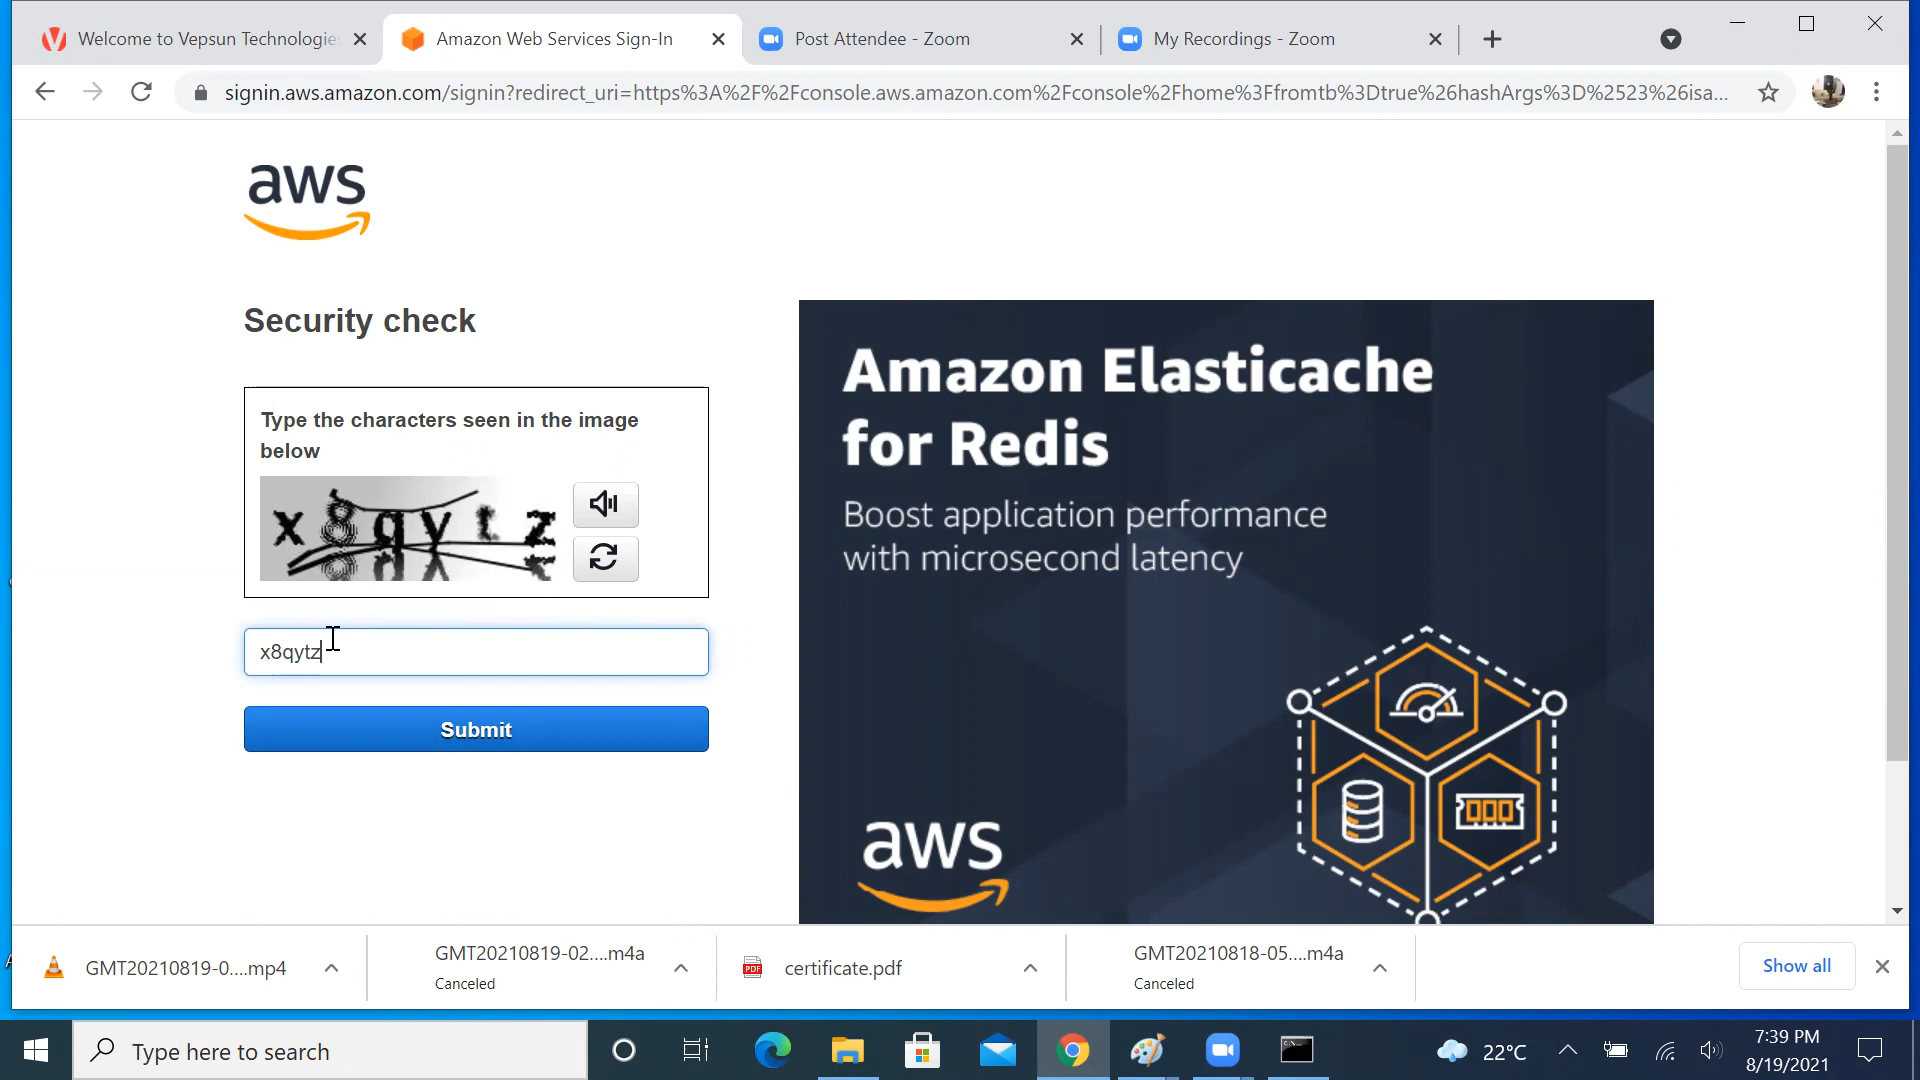 Welcome to Vepsun Technologie
Amazon Web Services Sign-In
Post Attendee - Zoom
My Recordings - Zoom
signin.aws.amazon.com/signin?redirect_uri=https%3A%2F%2Fconsole.aws.amazon.com%2Fconsole%2Fhome%3Ffromtb%3Dtrue%26hashArgs%3D%2523%26isa...
aws
Security check
Type the characters seen in the image
below
x8qytz
x8qytz
Submit
Amazon Elasticache
for Redis
Boost application performance
with microsecond latency
aws
GMT20210819-0....mp4
GMT20210819-02....m4a
Canceled
PDF
certificate.pdf
GMT20210818-05....m4a
Canceled
Show all
Type here to search
22°C
7:39 PM
8/19/2021